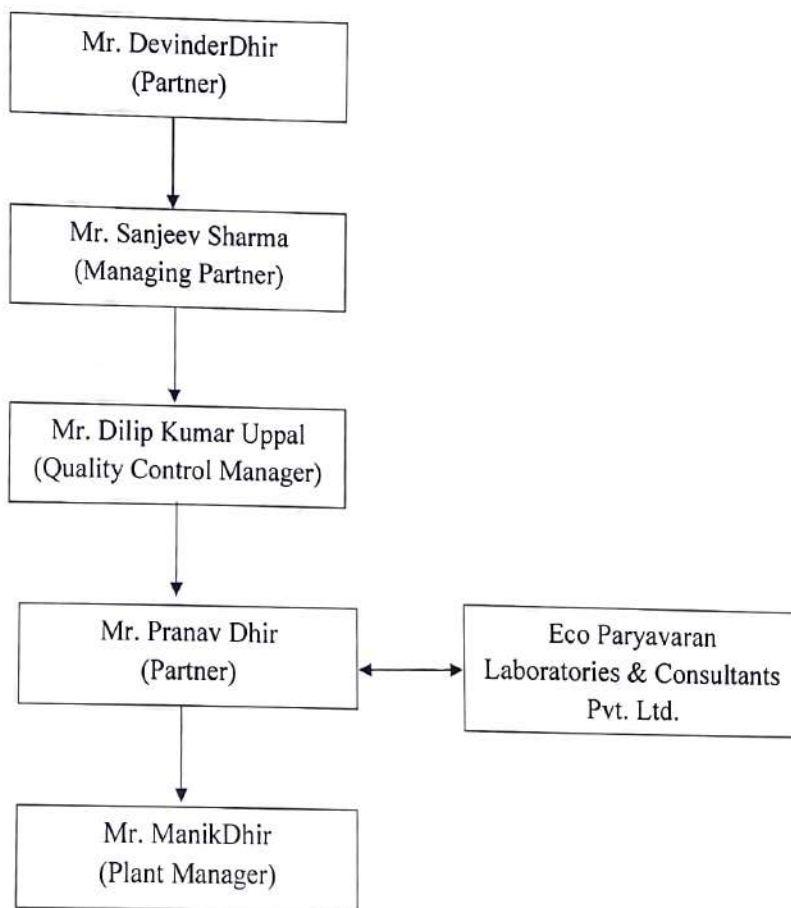 Mr. DevinderDhir
(Partner)
Mr. Sanjeev Sharma
(Managing Partner)
Mr. Dilip Kumar Uppal
(Quality Control Manager)
Mr. Pranav Dhir
(Partner)
Eco Paryavaran
Laboratories & Consultants
Pvt. Ltd.
Mr. ManikDhir
(Plant Manager)